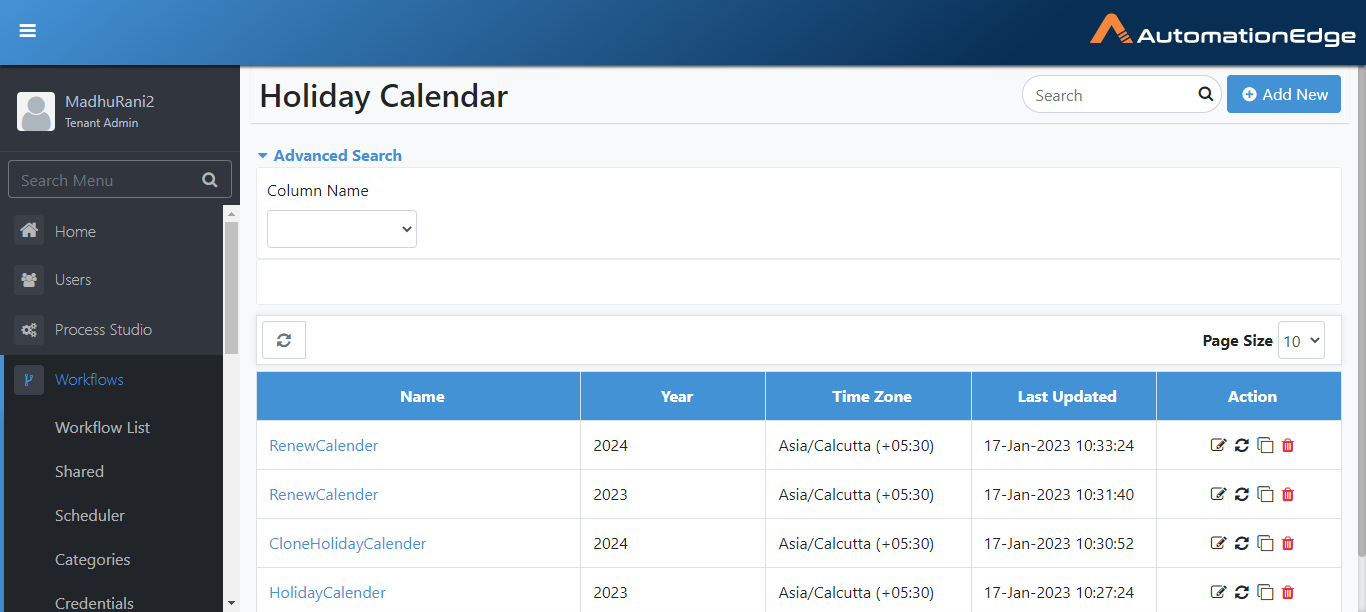 AutomationEdge
MadhuRani2
Tenant Admin
Search Menu
Home
Users
Process Studio
Workflows
Workflow List
Shared
Scheduler
Categories
Credentials
Holiday Calendar
Search
Add New
Advanced Search
Column Name
Page Size 10
Name Year Time Zone Last Updated Action
RenewCalender 2024 Asia/Calcutta (+05:30) 17-Jan-2023 10:33:24
RenewCalender 2023 Asia/Calcutta (+05:30) 17-Jan-2023 10:31:40
CloneHolidayCalender 2024 Asia/Calcutta (+05:30) 17-Jan-2023 10:30:52
HolidayCalender 2023 Asia/Calcutta (+05:30) 17-Jan-2023 10:27:24